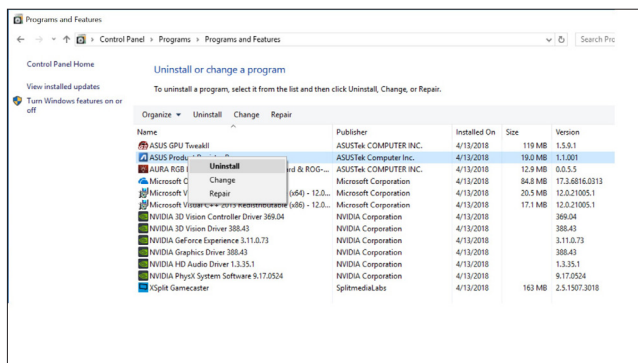 Programs and Features
Control Panel > Programs > Programs and Features
Search Pro
Control Panel Home
View installed updates
Turn Windows features on or
off
Uninstall or change a program
To uninstall a program, select it from the list and then click Uninstall, Change, or Repair.
Organize Uninstall Change Repair
Name Publisher Installed On Size Version
ASUS GPU TweakII ASUSTek COMPUTER INC. 4/13/2018 119 MB 1.5.9.1
ASUS Product ASUSTek Computer Inc. 4/13/2018 19.0 MB 1.1.001
AURA RGB rd & ROG-... ASUSTek COMPUTER INC. 4/13/2018 12.9 MB 0.0.5.5
Microsoft O Microsoft Corporation 4/13/2018 84.8 MB 17.3.6816.0313
Microsoft V (x64) - 12.0... Microsoft Corporation 4/13/2018 20.5 MB 12.0.21005.1
Microsoft Visual C++ 2013 Redistributable (x86) - 12.0... Microsoft Corporation 4/13/2018 17.1 MB 12.0.21005.1
Uninstall
Change
Repair
NVIDIA 3D Vision Controller Driver 369.04 NVIDIA Corporation 4/13/2018 369.04
NVIDIA 3D Vision Driver 388.43 NVIDIA Corporation 4/13/2018 388.43
NVIDIA GeForce Experience 3.11.0.73 NVIDIA Corporation 4/13/2018 3.11.0.73
NVIDIA Graphics Driver 388.43 NVIDIA Corporation 4/13/2018 388.43
NVIDIA HD Audio Driver 1.3.35.1 NVIDIA Corporation 4/13/2018 1.3.35.1
NVIDIA PhysX System Software 9.17.0524 NVIDIA Corporation 4/13/2018 9.17.0524
XSplit Gamecaster SplitmediaLabs 4/13/2018 163 MB 2.5.1507.3018